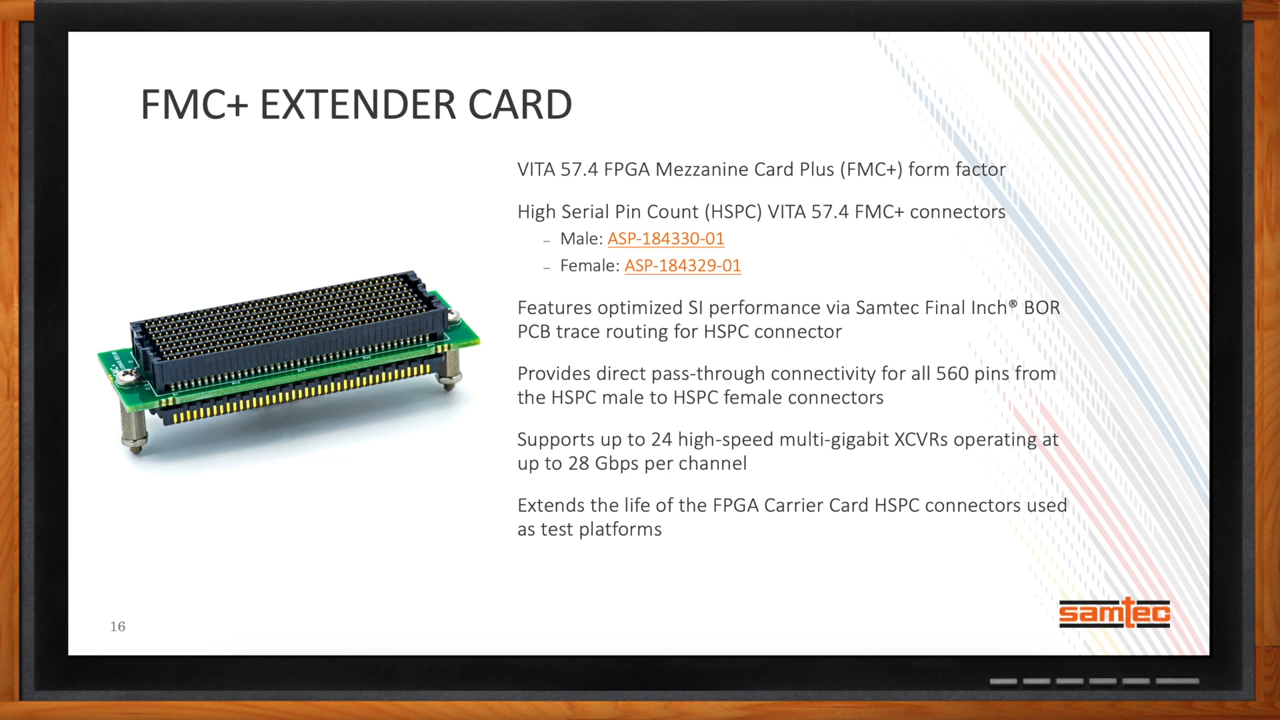 FMC+ EXTENDER CARD
VITA 57.4 FPGA Mezzanine Card Plus (FMC+) form factor
High Serial Pin Count (HSPC) VITA 57.4 FMC+ connectors
– Male: ASP-184330-01
– Female: ASP-184329-01
Features optimized SI performance via Samtec Final Inch® BOR
PCB trace routing for HSPC connector
Provides direct pass-through connectivity for all 560 pins from
the HSPC male to HSPC female connectors
Supports up to 24 high-speed multi-gigabit XCVRs operating at
up to 28 Gbps per channel
Extends the life of the FPGA Carrier Card HSPC connectors used
as test platforms
16
samtec